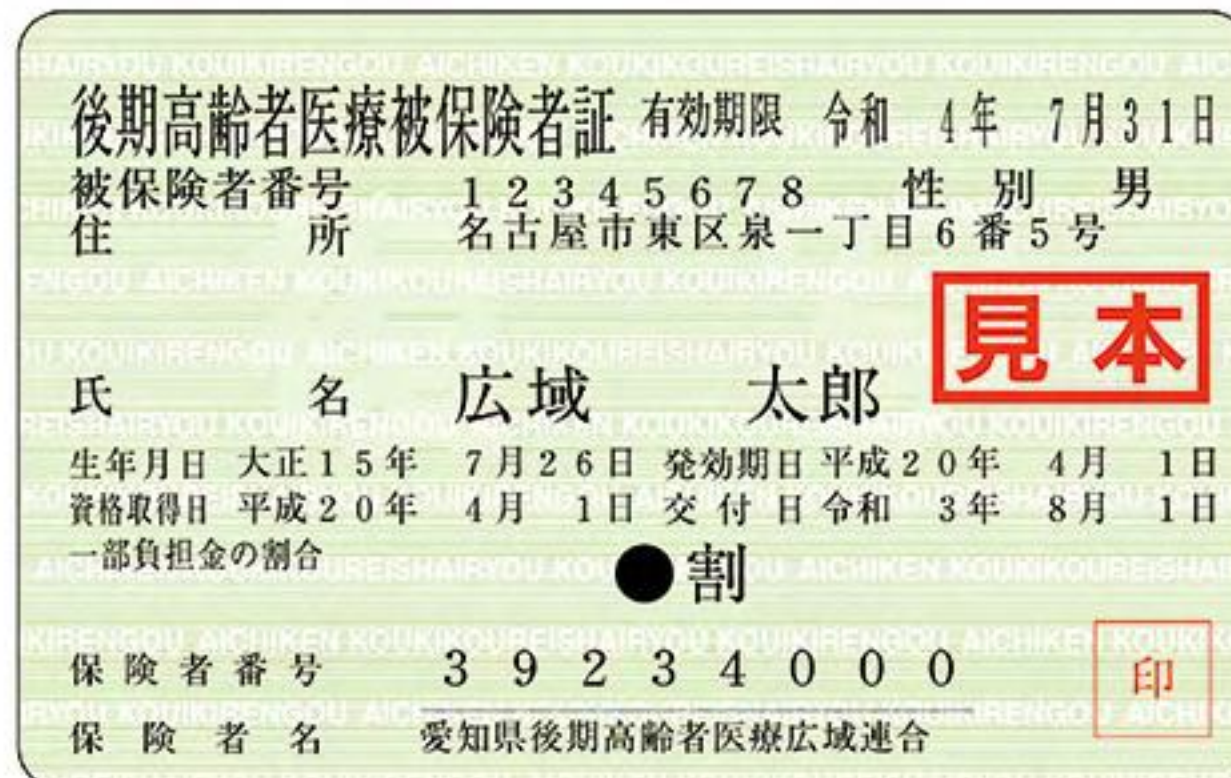 後期高齢者医療被保険者証 有効期限 令和 4年 7月31日
被保険者番号 12345678 性別 男
住所 名古屋市東区泉一丁目6番5号
見本
氏名 広域 太郎
生年月日 大正15年 7月26日 発効期日 平成20年 4月 1日
資格取得日 平成20年 4月 1日 交付日 令和 3年 8月 1日
一部負担金の割合
●割
保険者番号 39234000
印
保険者名 愛知県後期高齢者医療広域連合